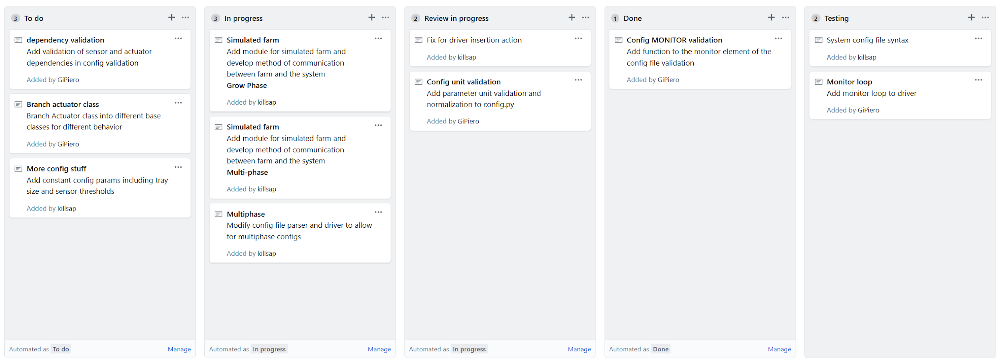 3 To do
dependency validation
Add validation of sensor and actuator
dependencies in config validation
Added by GiPiero
Branch actuator class
Branch Actuator class into different base
classes for different behavior
Added by GiPiero
More config stuff
Add constant config params including tray
size and sensor thresholds
Added by killsap
Automated as To do Manage
3 In progress
Simulated farm
Add module for simulated farm and
develop method of communication
between farm and the system
Grow Phase
Added by killsap
Simulated farm
Add module for simulated farm and
develop method of communication
between farm and the system
Multi-phase
Added by killsap
Multiphase
Modify config file parser and driver to allow
for multiphase configs
Added by killsap
Automated as In progress Manage
2 Review in progress
Fix for driver insertion action
Added by killsap
Config unit validation
Add parameter unit validation and
normalization to config.py
Added by GiPiero
Automated as In progress Manage
1 Done
Config MONITOR validation
Add function to the monitor element of the
config file validation
Added by GiPiero
Automated as Done Manage
2 Testing
System config file syntax
Added by killsap
Monitor loop
Add monitor loop to driver
Added by GiPiero